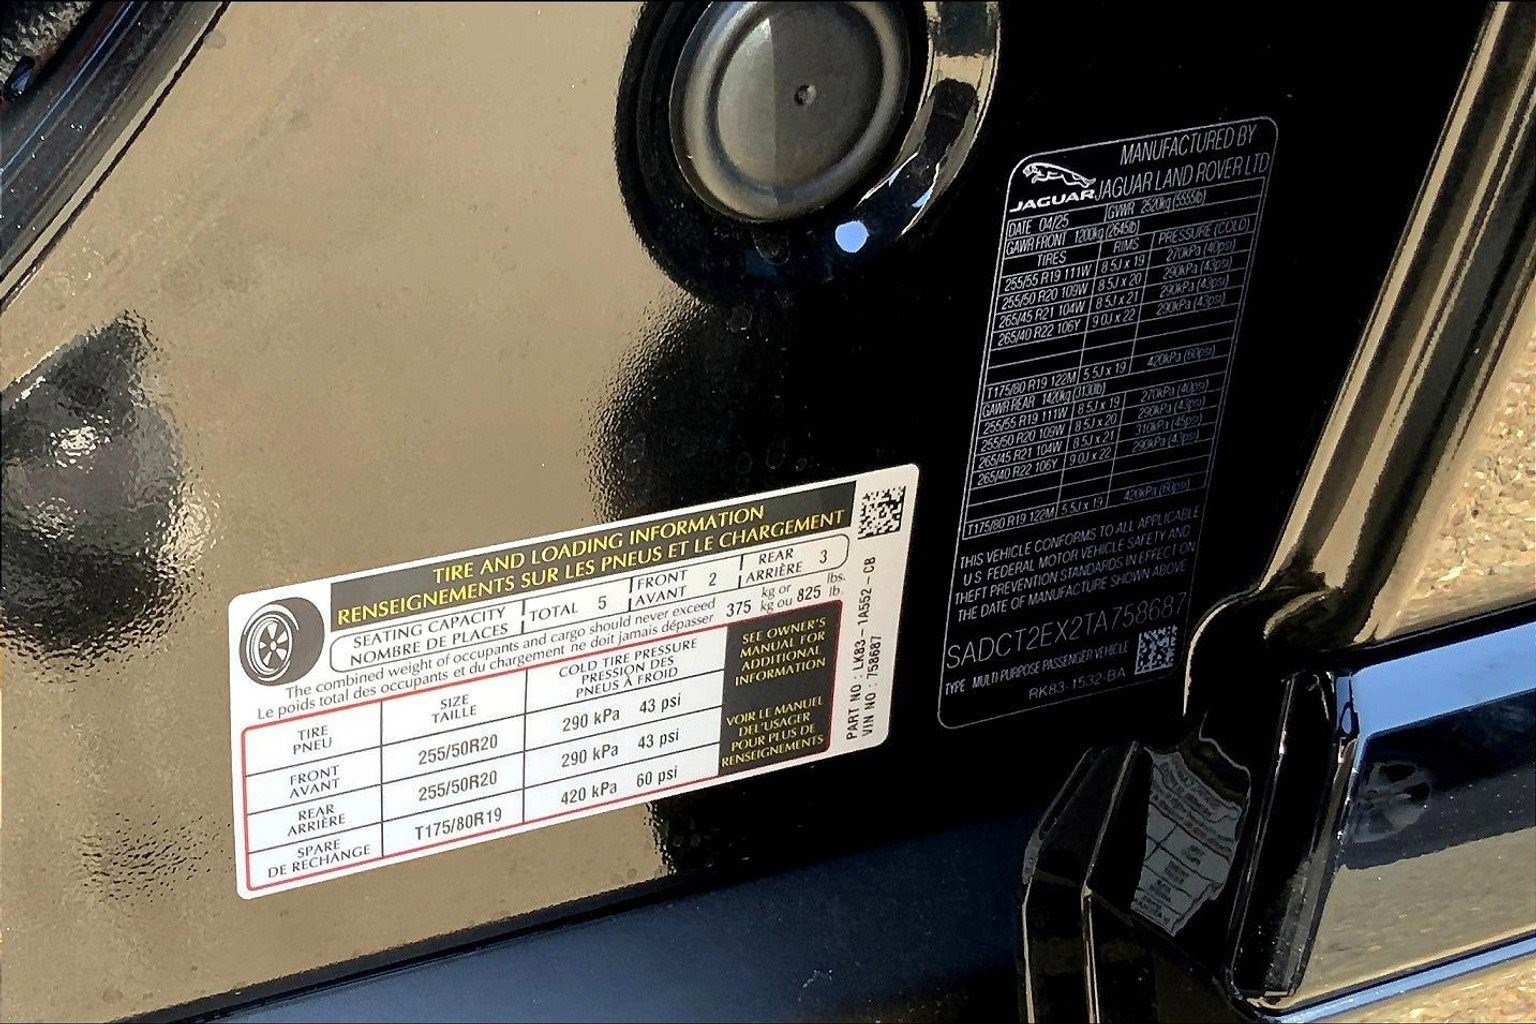 TIRE AND LOADING INFORMATION
RENSEIGNEMENTS SUR LES PNEUS ET LE CHARGEMENT
SEATING CAPACITY
NOMBRE DE PLACES
TOTAL 5
FRONT
AVANT
2
REAR
ARRIÈRE
3
The combined weight of occupants and cargo should never exceed
Le poids total des occupants et du chargement ne doit jamais dépasser
375 kg or
kg ou 825 lbs.
lb.
TIRE
PNEU
SIZE
TAILLE
COLD TIRE PRESSURE
PRESSION DES
PNEUS À FROID
FRONT
AVANT
255/50R20
290 kPa 43 psi
REAR
ARRIÈRE
255/50R20
290 kPa 43 psi
SPARE
DE RECHANGE
T175/80R19
420 kPa 60 psi
SEE OWNER'S
MANUAL FOR
ADDITIONAL
INFORMATION
VOIR LE MANUEL
DE L'USAGER
POUR PLUS DE
RENSEIGNEMENTS
PART NO : LK83-1A552-CB
VIN NO : 758687
JAGUAR
MANUFACTURED BY
JAGUAR LAND ROVER LTD
DATE 04/25 GVWR 2520kg (5555lb)
GAWR FRONT 1200kg (2645lb)
TIRES RIMS PRESSURE (COLD)
255/55 R19 111W 8.5J x 19 270kPa (40psi)
255/50 R20 109W 8.5J x 20 290kPa (43psi)
265/45 R21 104W 8.5J x 21 290kPa (43psi)
265/40 R22 106Y 9.0J x 22 290kPa (43psi)
T175/80 R19 122M 5.5J x 19 420kPa (60psi)
GAWR REAR 1420kg (3130lb)
255/55 R19 111W 8.5J x 19 270kPa (40psi)
255/50 R20 109W 8.5J x 20 290kPa (43psi)
265/45 R21 104W 8.5J x 21 310kPa (45psi)
265/40 R22 106Y 9.0J x 22 290kPa (43psi)
T175/80 R19 122M 5.5J x 19 420kPa (60psi)
THIS VEHICLE CONFORMS TO ALL APPLICABLE
U.S. FEDERAL MOTOR VEHICLE SAFETY AND
THEFT PREVENTION STANDARDS IN EFFECT ON
THE DATE OF MANUFACTURE SHOWN ABOVE
SADCT2EX2TA758687
TYPE MULTI-PURPOSE PASSENGER VEHICLE
RK83-1532-BA